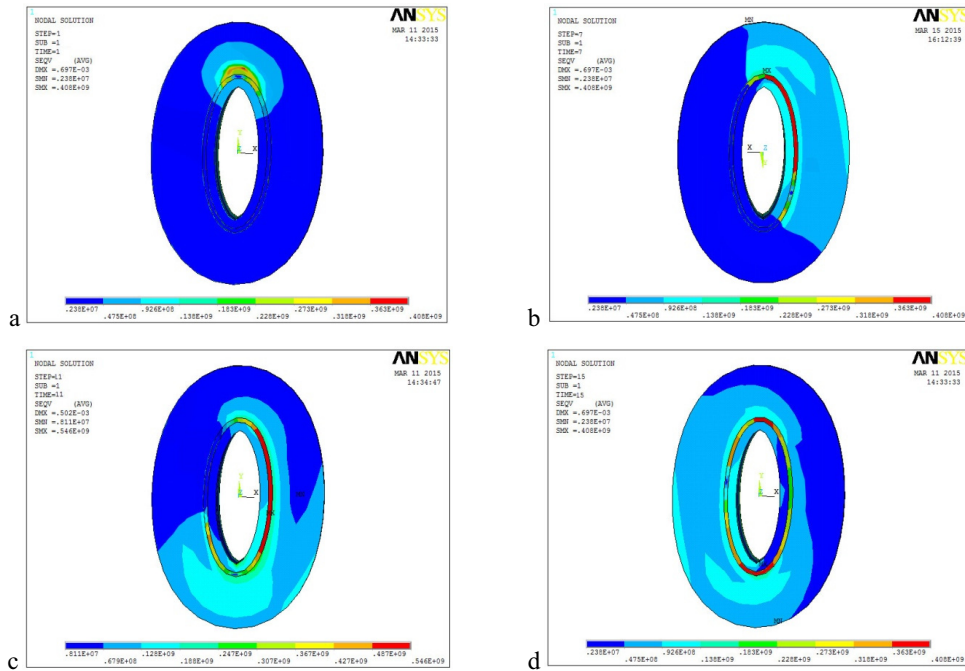 1
NODAL SOLUTION
STEP=1
SUB =1
TIME=1
SEQV (AVG)
DMX =.697E-03
SMN =.238E+07
SMX =.408E+09
ANSYS
MAR 11 2015
14:33:33
Y
Z
X
.238E+07 .926E+08 .183E+09 .273E+09 .363E+09
.475E+08 .138E+09 .228E+09 .318E+09 .408E+09
a
1
NODAL SOLUTION
STEP=7
SUB =1
TIME=7
SEQV (AVG)
DMX =.697E-03
SMN =.238E+07
SMX =.408E+09
ANSYS
MAR 15 2015
16:12:39
MN
MX
X Z
Y
.238E+07 .926E+08 .183E+09 .273E+09 .363E+09
.475E+08 .138E+09 .228E+09 .318E+09 .408E+09
b
1
NODAL SOLUTION
STEP=11
SUB =1
TIME=11
SEQV (AVG)
DMX =.502E-03
SMN =.811E+07
SMX =.546E+09
ANSYS
MAR 11 2015
14:34:47
Y
Z
X
MN
MX
.811E+07 .128E+09 .247E+09 .367E+09 .487E+09
.679E+08 .188E+09 .307E+09 .427E+09 .546E+09
c
1
NODAL SOLUTION
STEP=15
SUB =1
TIME=15
SEQV (AVG)
DMX =.697E-03
SMN =.238E+07
SMX =.408E+09
ANSYS
MAR 11 2015
14:33:33
Y
Z
X
MN
.238E+07 .926E+08 .183E+09 .273E+09 .363E+09
.475E+08 .138E+09 .228E+09 .318E+09 .408E+09
d